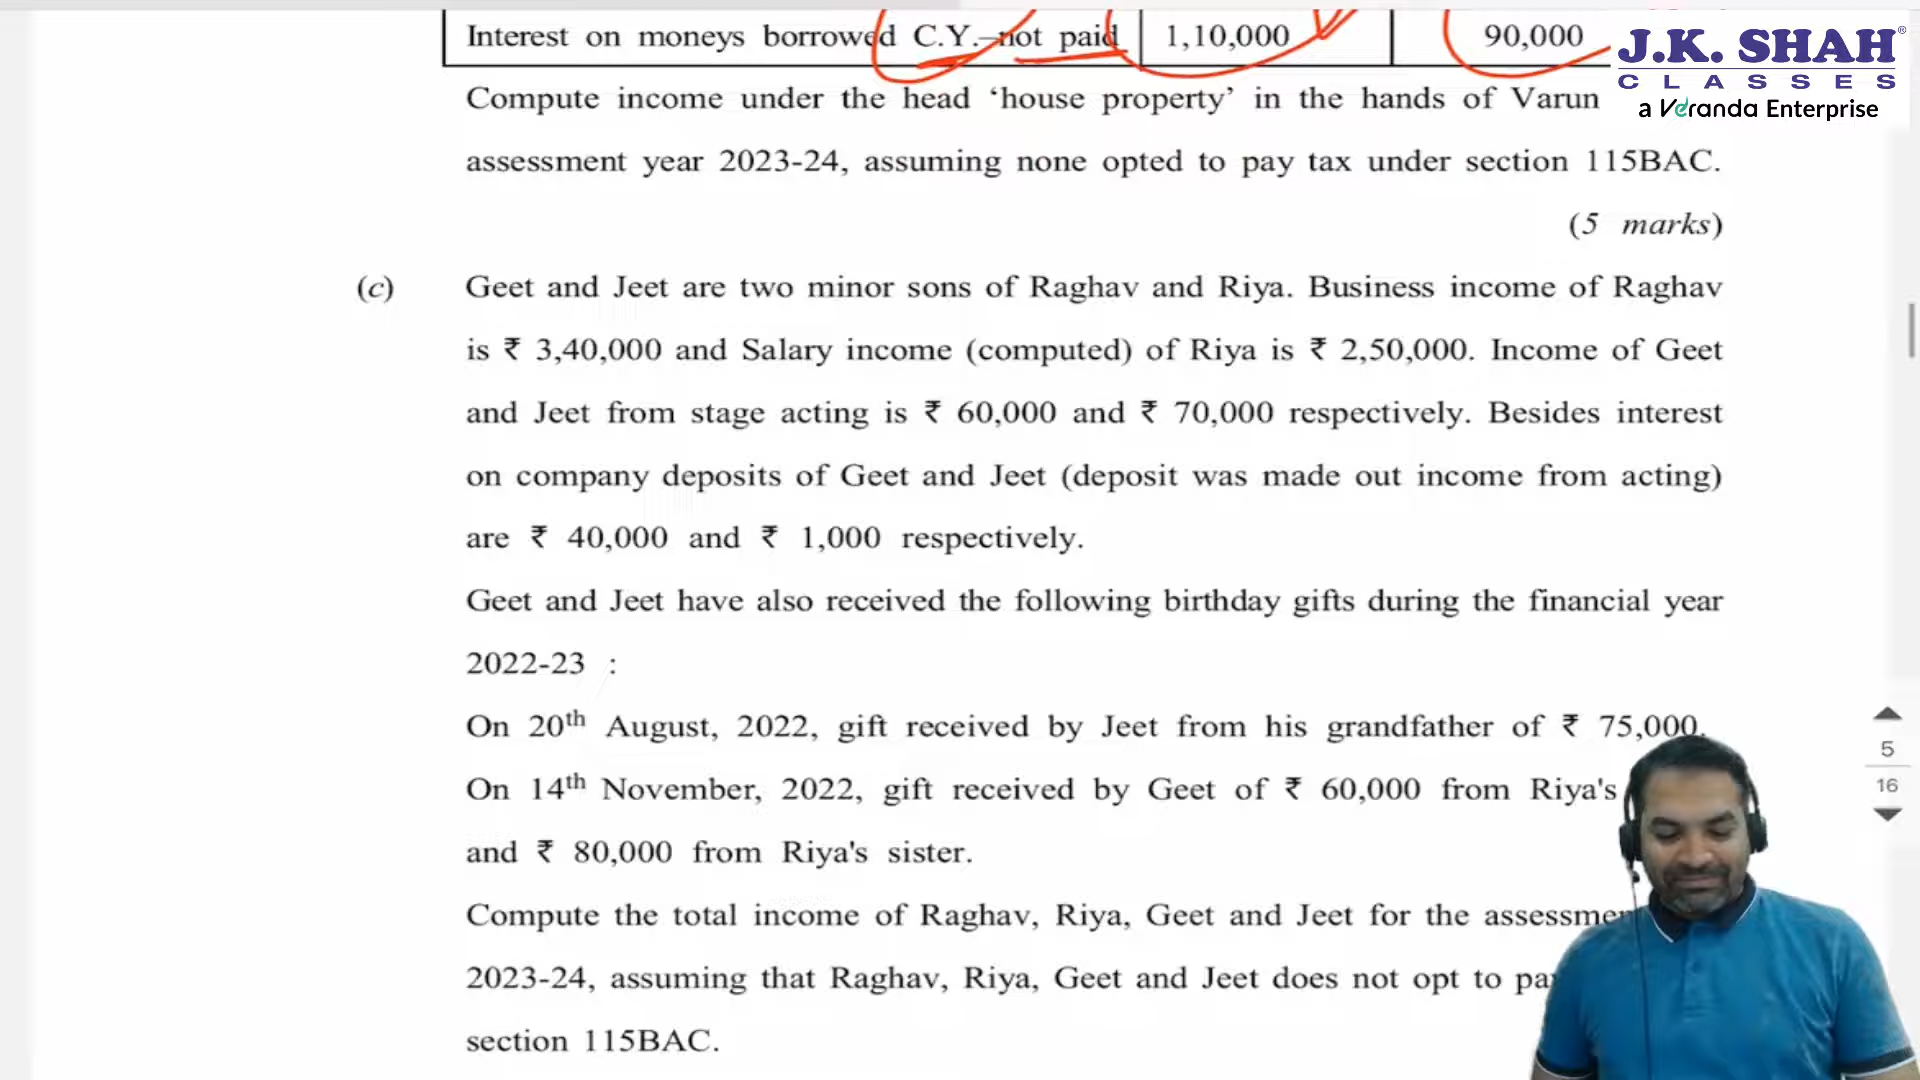 Interest on moneys borrowed C.Y.–not paid 1,10,000 90,000
J.K. SHAH®
CLASSES
a Veranda Enterprise
Compute income under the head ‘house property’ in the hands of Varun
assessment year 2023-24, assuming none opted to pay tax under section 115BAC.
(5 marks)
(c) Geet and Jeet are two minor sons of Raghav and Riya. Business income of Raghav
is ₹ 3,40,000 and Salary income (computed) of Riya is ₹ 2,50,000. Income of Geet
and Jeet from stage acting is ₹ 60,000 and ₹ 70,000 respectively. Besides interest
on company deposits of Geet and Jeet (deposit was made out income from acting)
are ₹ 40,000 and ₹ 1,000 respectively.
Geet and Jeet have also received the following birthday gifts during the financial year
2022-23 :
On 20th August, 2022, gift received by Jeet from his grandfather of ₹ 75,000.
On 14th November, 2022, gift received by Geet of ₹ 60,000 from Riya's
and ₹ 80,000 from Riya's sister.
Compute the total income of Raghav, Riya, Geet and Jeet for the
2023-24, assuming that Raghav, Riya, Geet and Jeet does not opt to
section 115BAC.
5
16